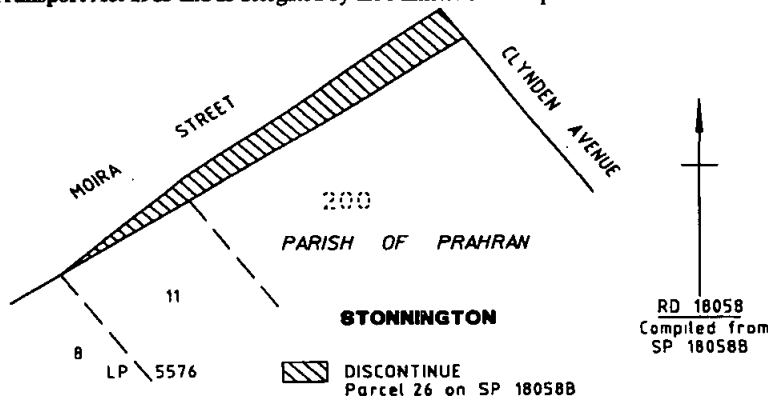 MOIRA STREET
CLYNDEN AVENUE
200
PARISH OF PRAHRAN
11
STONNINGTON
8
LP 5576
DISCONTINUE
Parcel 26 on SP 18058B
RD 18058
Compiled from
SP 18058B